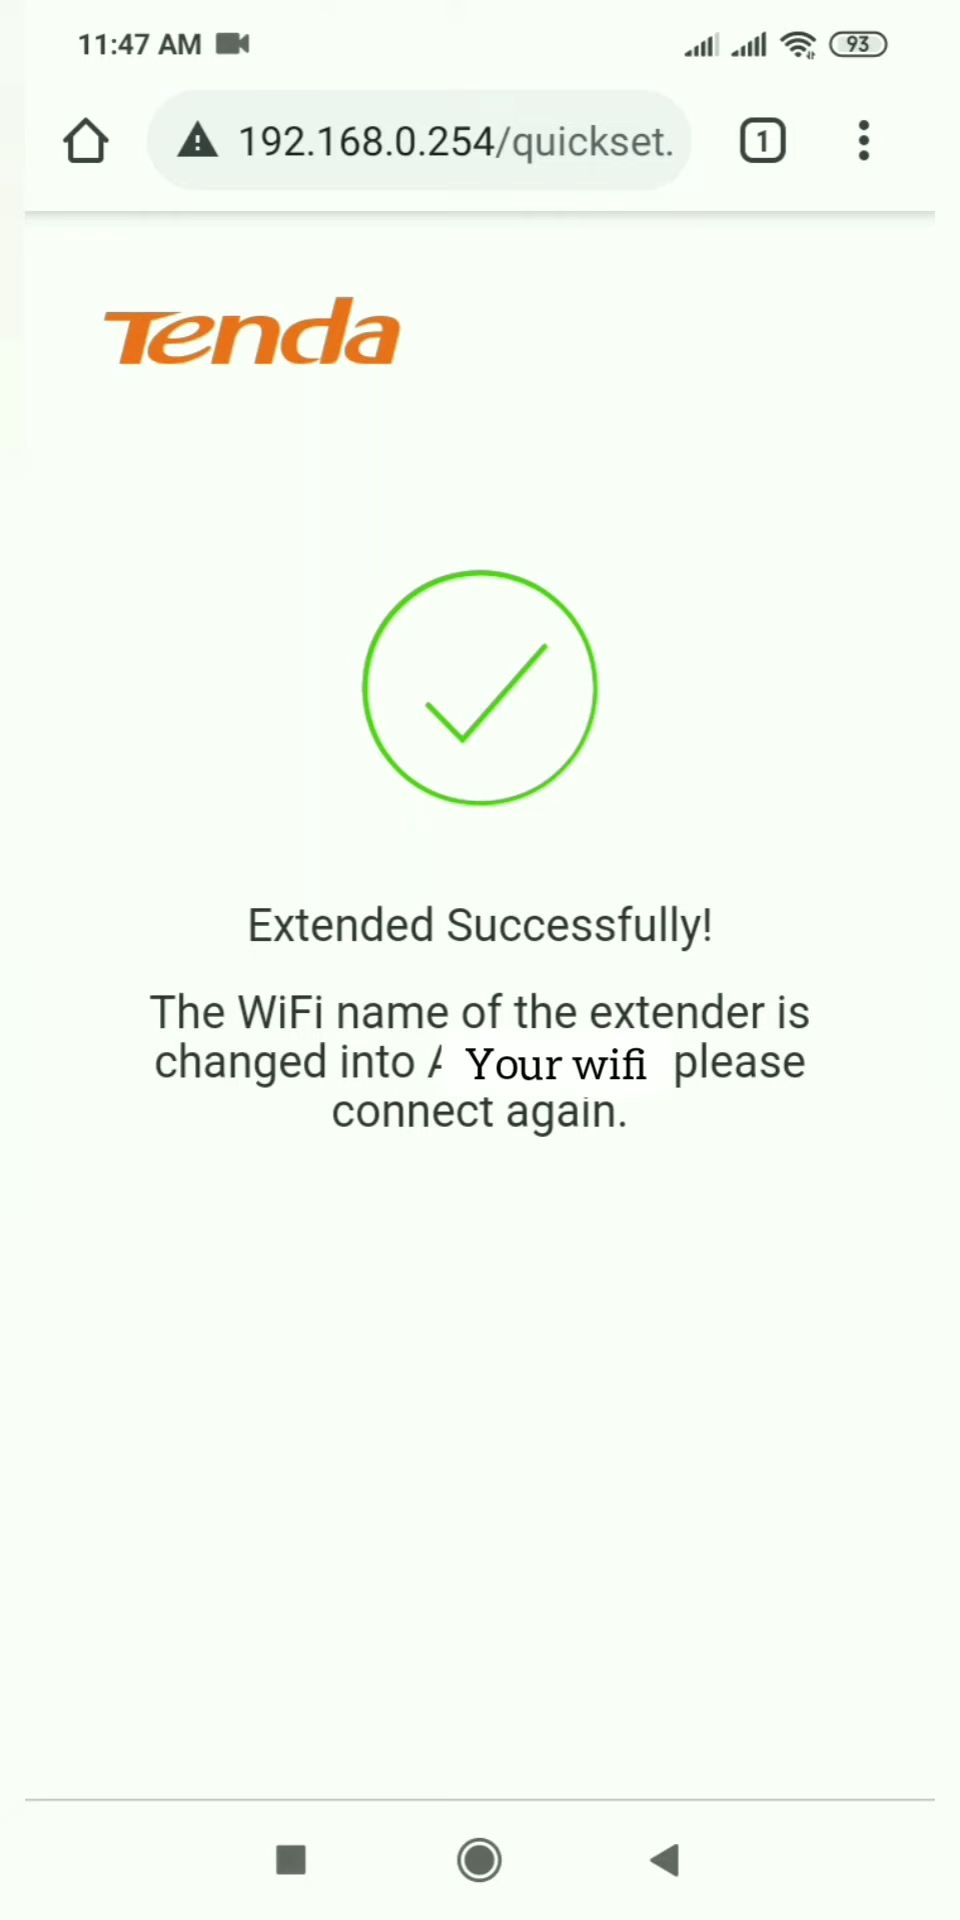 11:47 AM
93
192.168.0.254/quickset.
1
Tenda
Extended Successfully!
The WiFi name of the extender is
changed into Your wifi please
connect again.